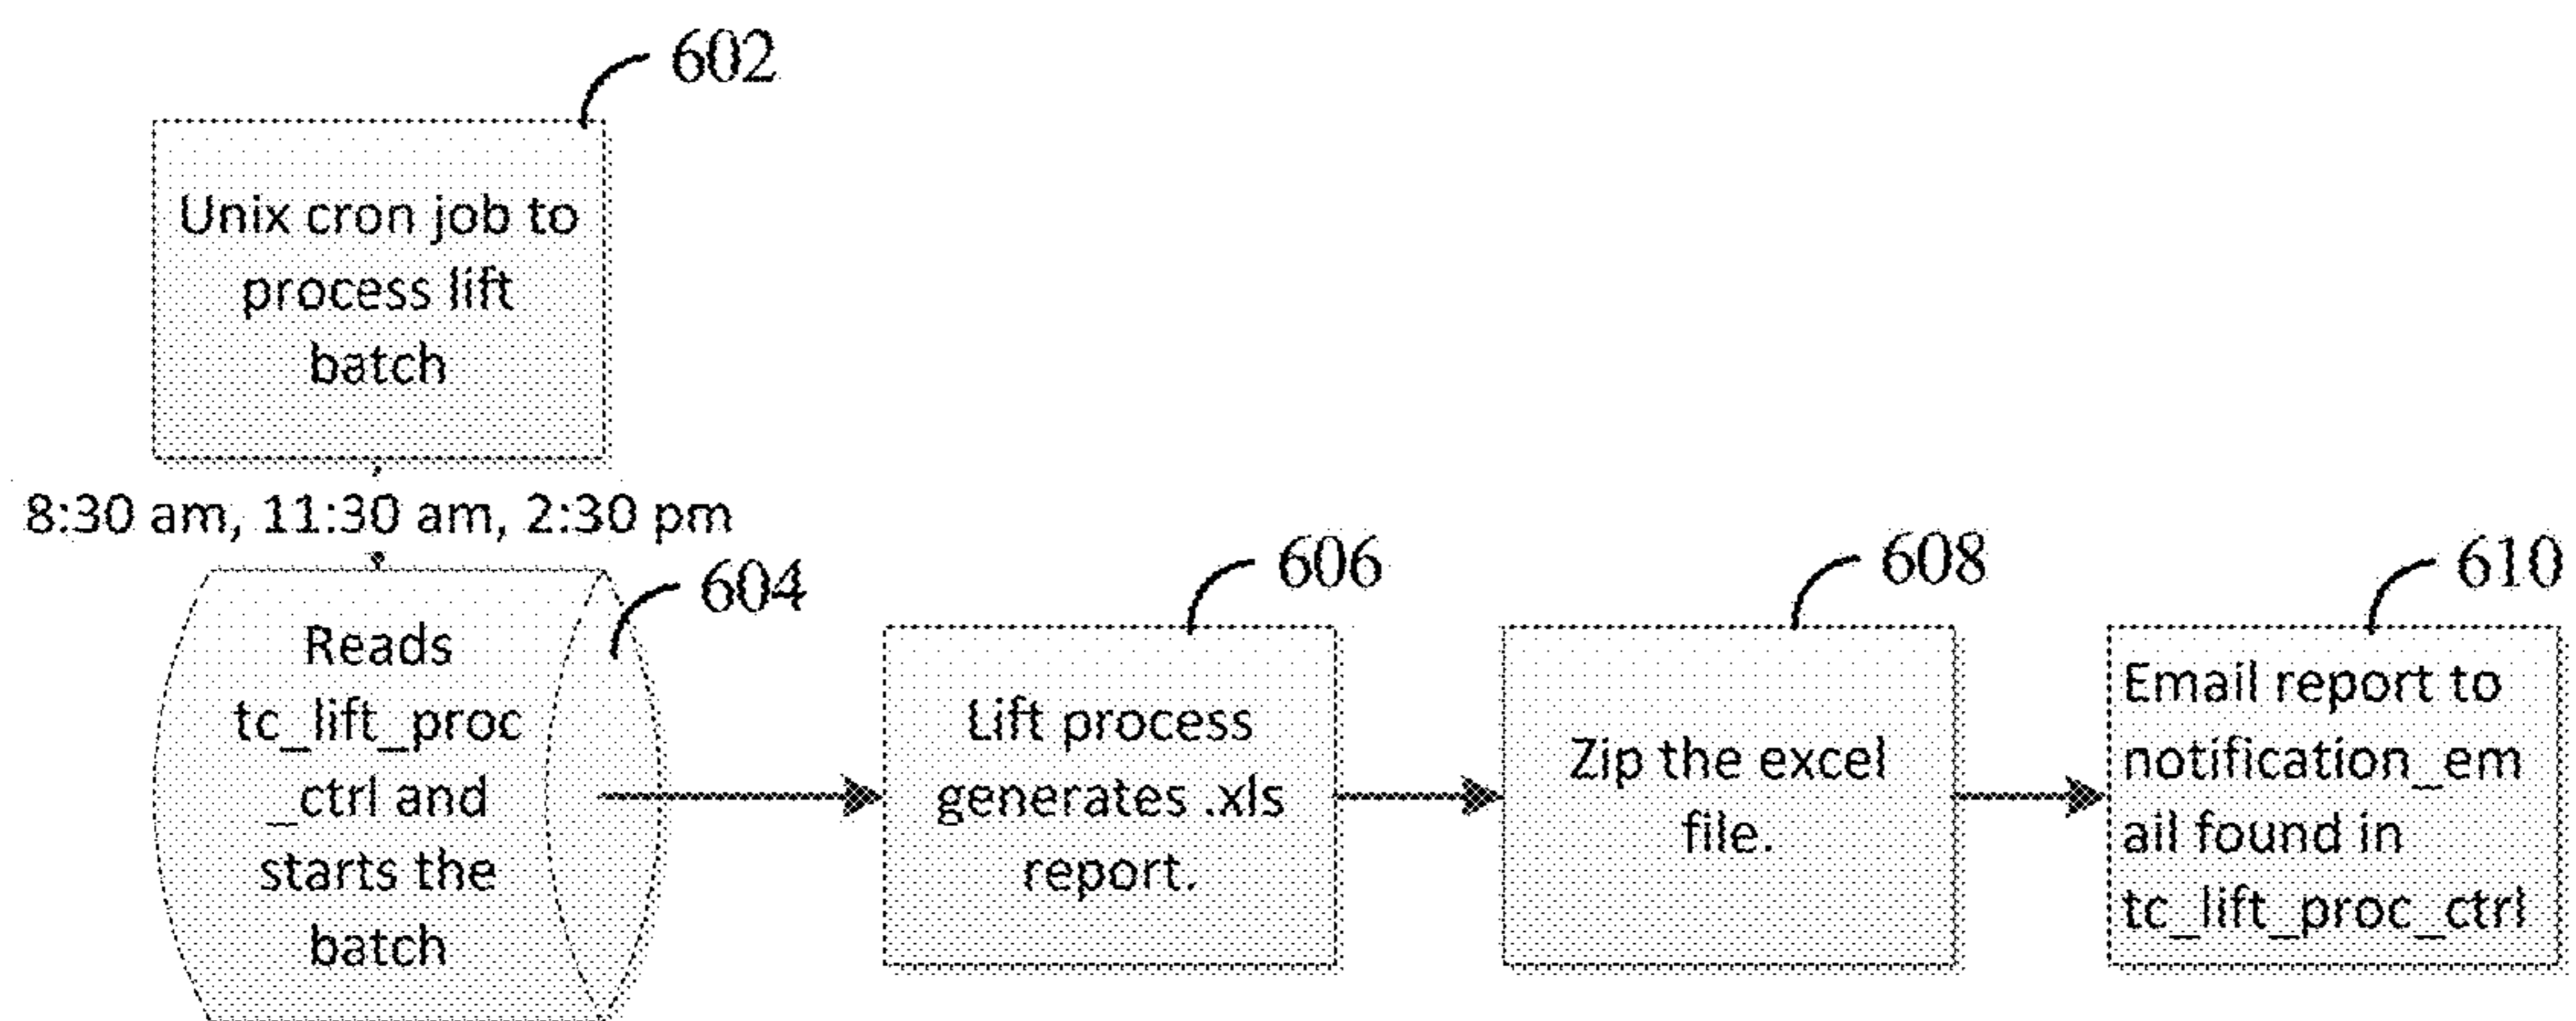 602
Unix cron job to
process lift
batch
8:30 am, 11:30 am, 2:30 pm
604
Reads
tc_lift_proc
_ctrl and
starts the
batch
606
Lift process
generates .xls
report.
608
Zip the excel
file.
610
Email report to
notification_em
ail found in
tc_lift_proc_ctrl